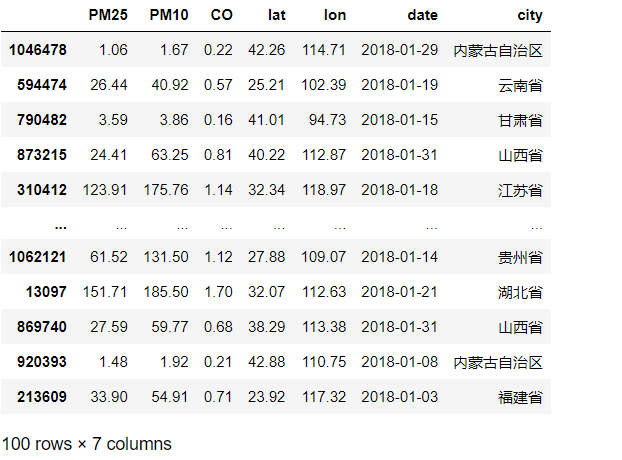 PM25 PM10 CO lat lon date city
1046478 1.06 1.67 0.22 42.26 114.71 2018-01-29 内蒙古自治区
594474 26.44 40.92 0.57 25.21 102.39 2018-01-19 云南省
790482 3.59 3.86 0.16 41.01 94.73 2018-01-15 甘肃省
873215 24.41 63.25 0.81 40.22 112.87 2018-01-31 山西省
310412 123.91 175.76 1.14 32.34 118.97 2018-01-18 江苏省
... ... ... ... ... ... ... ...
1062121 61.52 131.50 1.12 27.88 109.07 2018-01-14 贵州省
13097 151.71 185.50 1.70 32.07 112.63 2018-01-21 湖北省
869740 27.59 59.77 0.68 38.29 113.38 2018-01-31 山西省
920393 1.48 1.92 0.21 42.88 110.75 2018-01-08 内蒙古自治区
213609 33.90 54.91 0.71 23.92 117.32 2018-01-03 福建省
100 rows × 7 columns